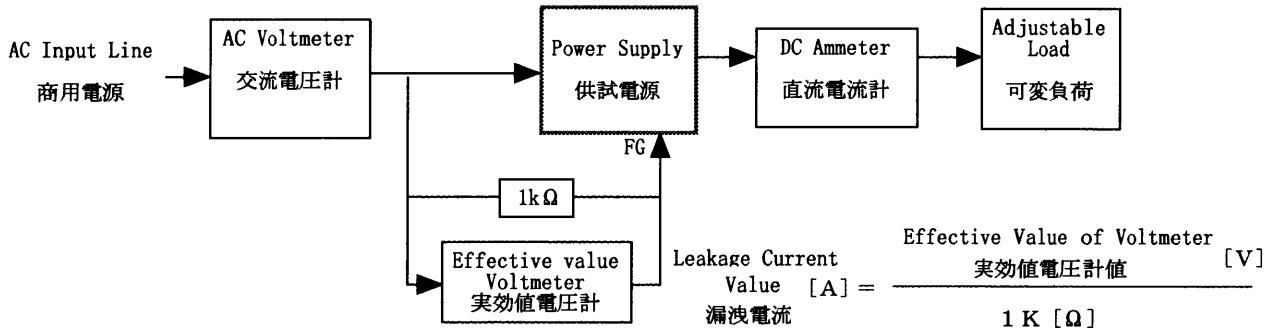 AC Input Line
商用電源
AC Voltmeter
交流電圧計
Power Supply
供試電源
DC Ammeter
直流電流計
Adjustable
Load
可変負荷
FG
1kΩ
Effective value
Voltmeter
実効値電圧計
Leakage Current
Value [A] =
漏洩電流
Effective Value of Voltmeter [V]
実効値電圧計値
1 K [Ω]